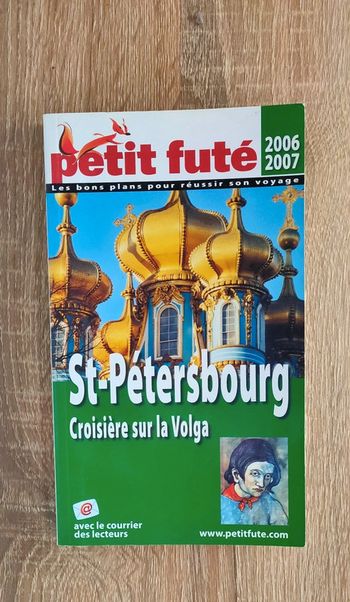 petit futé
2006
2007
Les bons plans pour réussir son voyage
St-Pétersbourg
Croisière sur la Volga
@
avec le courrier
des lecteurs
www.petitfute.com